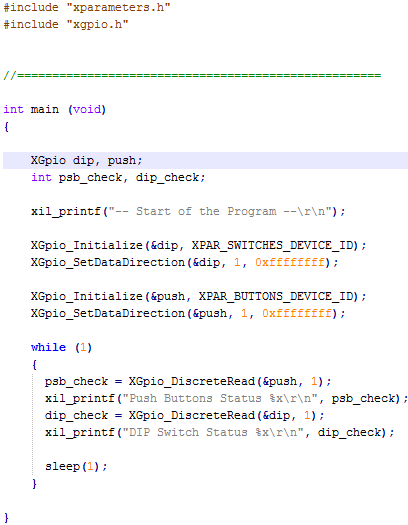 #include "xparameters.h"
#include "xgpio.h"
//====================================================
int main (void)
{
XGpio dip, push;
int psb_check, dip_check;
xil_printf("-- Start of the Program --\r\n");
XGpio_Initialize(&dip, XPAR_SWITCHES_DEVICE_ID);
XGpio_SetDataDirection(&dip, 1, 0xffffffff);
XGpio_Initialize(&push, XPAR_BUTTONS_DEVICE_ID);
XGpio_SetDataDirection(&push, 1, 0xffffffff);
while (1)
{
psb_check = XGpio_DiscreteRead(&push, 1);
xil_printf("Push Buttons Status %x\r\n", psb_check);
dip_check = XGpio_DiscreteRead(&dip, 1);
xil_printf("DIP Switch Status %x\r\n", dip_check);
sleep(1);
}
}